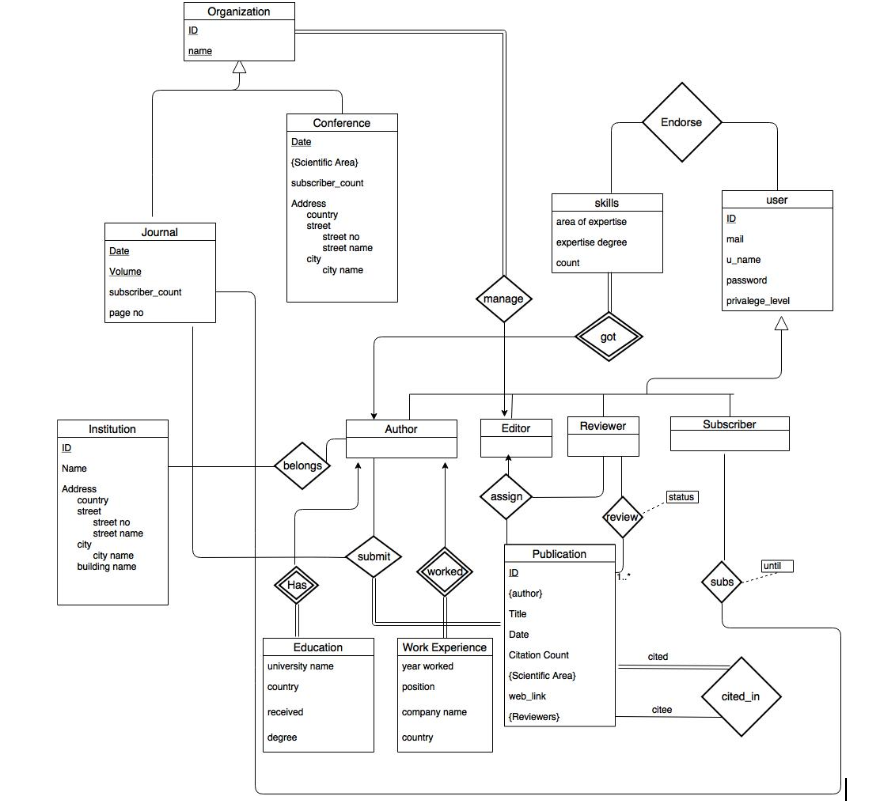 Organization
ID
name
Conference
Date
{Scientific Area}
subscriber_count
Address
country
street
street no
street name
city
city name
Endorse
skills
area of expertise
expertise degree
count
user
ID
mail
u_name
password
privalege_level
Journal
Date
Volume
subscriber_count
page no
manage
got
Institution
ID
Name
Address
country
street
street no
street name
city
city name
building name
belongs
Author
Editor
Reviewer
Subscriber
assign
review
status
submit
Has
worked
subs
until
Publication
ID
{author}
Title
Date
Citation Count
{Scientific Area}
web_link
{Reviewers}
1..*
Education
university name
country
received
degree
Work Experience
year worked
position
company name
country
cited
citee
cited_in